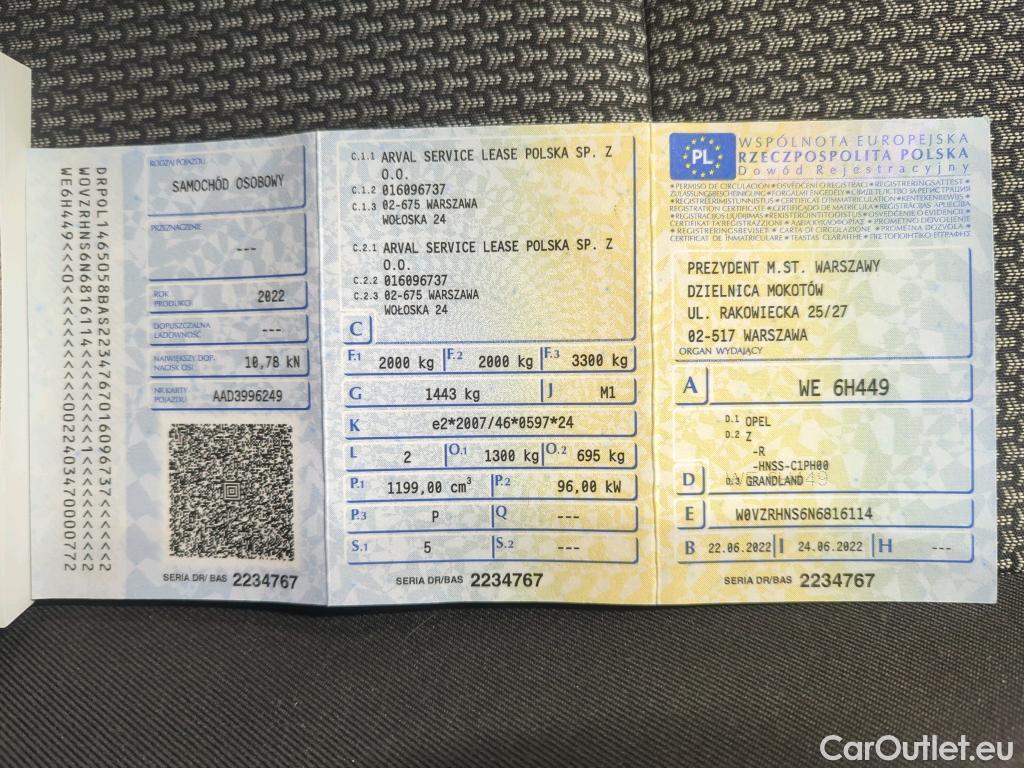 DRPOL1465058BAS2234767016096737<<<<<2
W0VZRHNS6N6816114<<<<<<1<<<<<<<<<<<<2
RODZAJ POJAZDU
SAMOCHÓD OSOBOWY
PRZEZNACZENIE
---
ROK PRODUKCJI
2022
DOPUSZCZALNA ŁADOWNOŚĆ
---
NAJWIĘKSZY DOP. NACISK OSI
10,78 kN
NR KARTY POJAZDU
AAD3996249
SERIA DR/BAS 2234767
C.1.1 ARVAL SERVICE LEASE POLSKA SP. Z
O.O.
C.1.2 016096737
C.1.3 02-675 WARSZAWA
WOŁOSKA 24
C.2.1 ARVAL SERVICE LEASE POLSKA SP. Z
O.O.
C.2.2 016096737
C.2.3 02-675 WARSZAWA
WOŁOSKA 24
C
F.1 2000 kg F.2 2000 kg F.3 3300 kg
G 1443 kg J M1
K e2*2007/46*0597*24
L 2 O.1 1300 kg O.2 695 kg
P.1 1199,00 cm³ P.2 96,00 kW
P.3 P Q ---
S.1 5 S.2 ---
SERIA DR/BAS 2234767
PL
WSPÓLNOTA EUROPEJSKA
RZECZPOSPOLITA POLSKA
Dowód Rejestracyjny
PREZYDENT M.ST. WARSZAWY
DZIELNICA MOKOTÓW
UL. RAKOWIECKA 25/27
02-517 WARSZAWA
ORGAN WYDAJĄCY
A WE 6H449
D.1 OPEL
D.2 Z
-R
-HNSS-C1PH00
D D.3 GRANDLAND
E W0VZRHNS6N6816114
B 22.06.2022 I 24.06.2022 H ---
SERIA DR/BAS 2234767
CarOutlet.eu